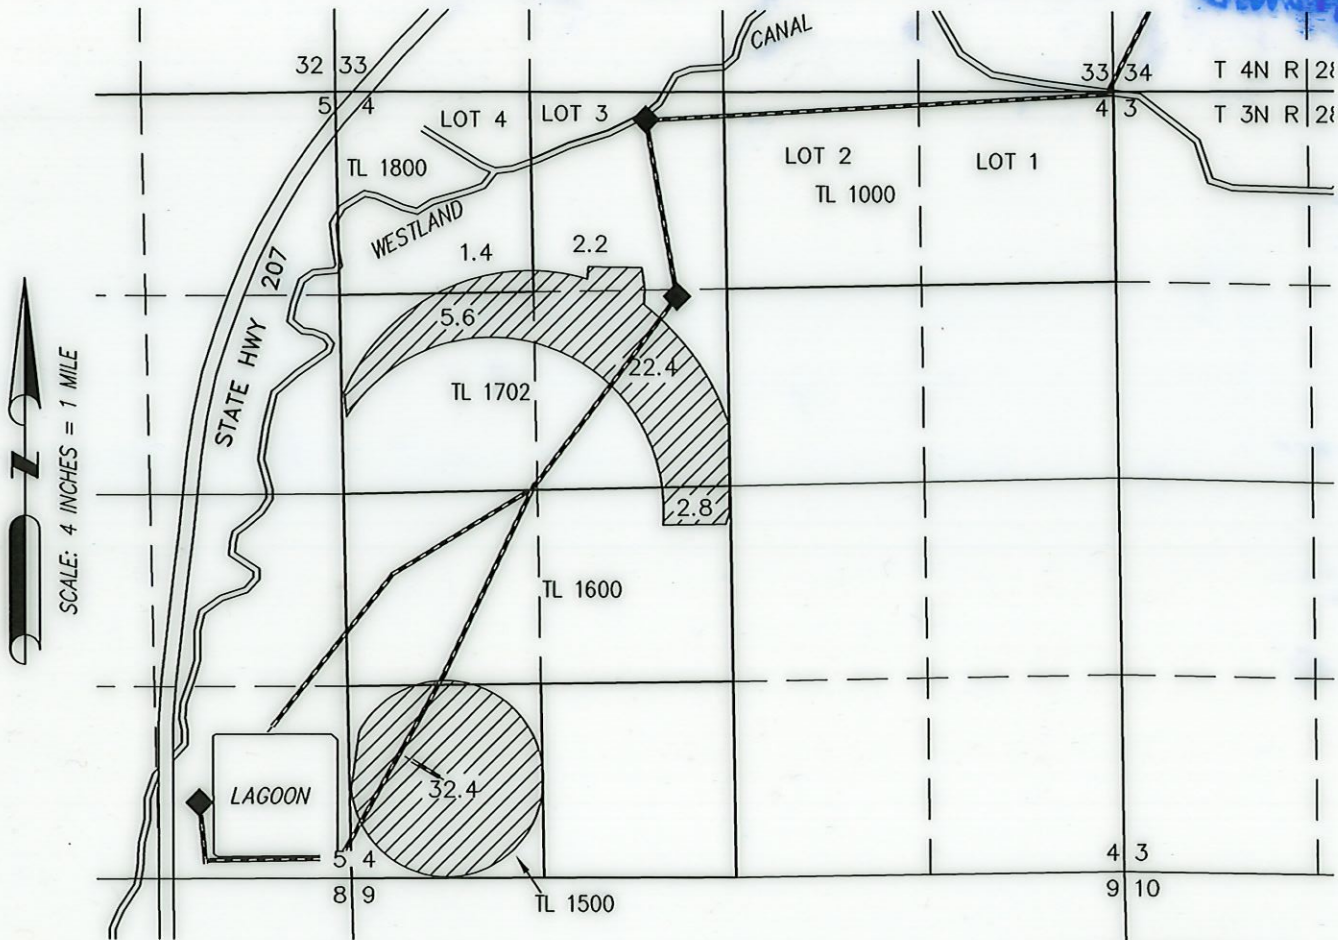 CANAL
32 33
33 34
T 4N R 28
5 4
4 3
T 3N R 28
LOT 4
LOT 3
LOT 2
LOT 1
TL 1800
TL 1000
WESTLAND
1.4
2.2
STATE HWY 207
5.6
22.4
TL 1702
SCALE: 4 INCHES = 1 MILE
N
2.8
TL 1600
LAGOON
32.4
5 4
4 3
8 9
9 10
TL 1500